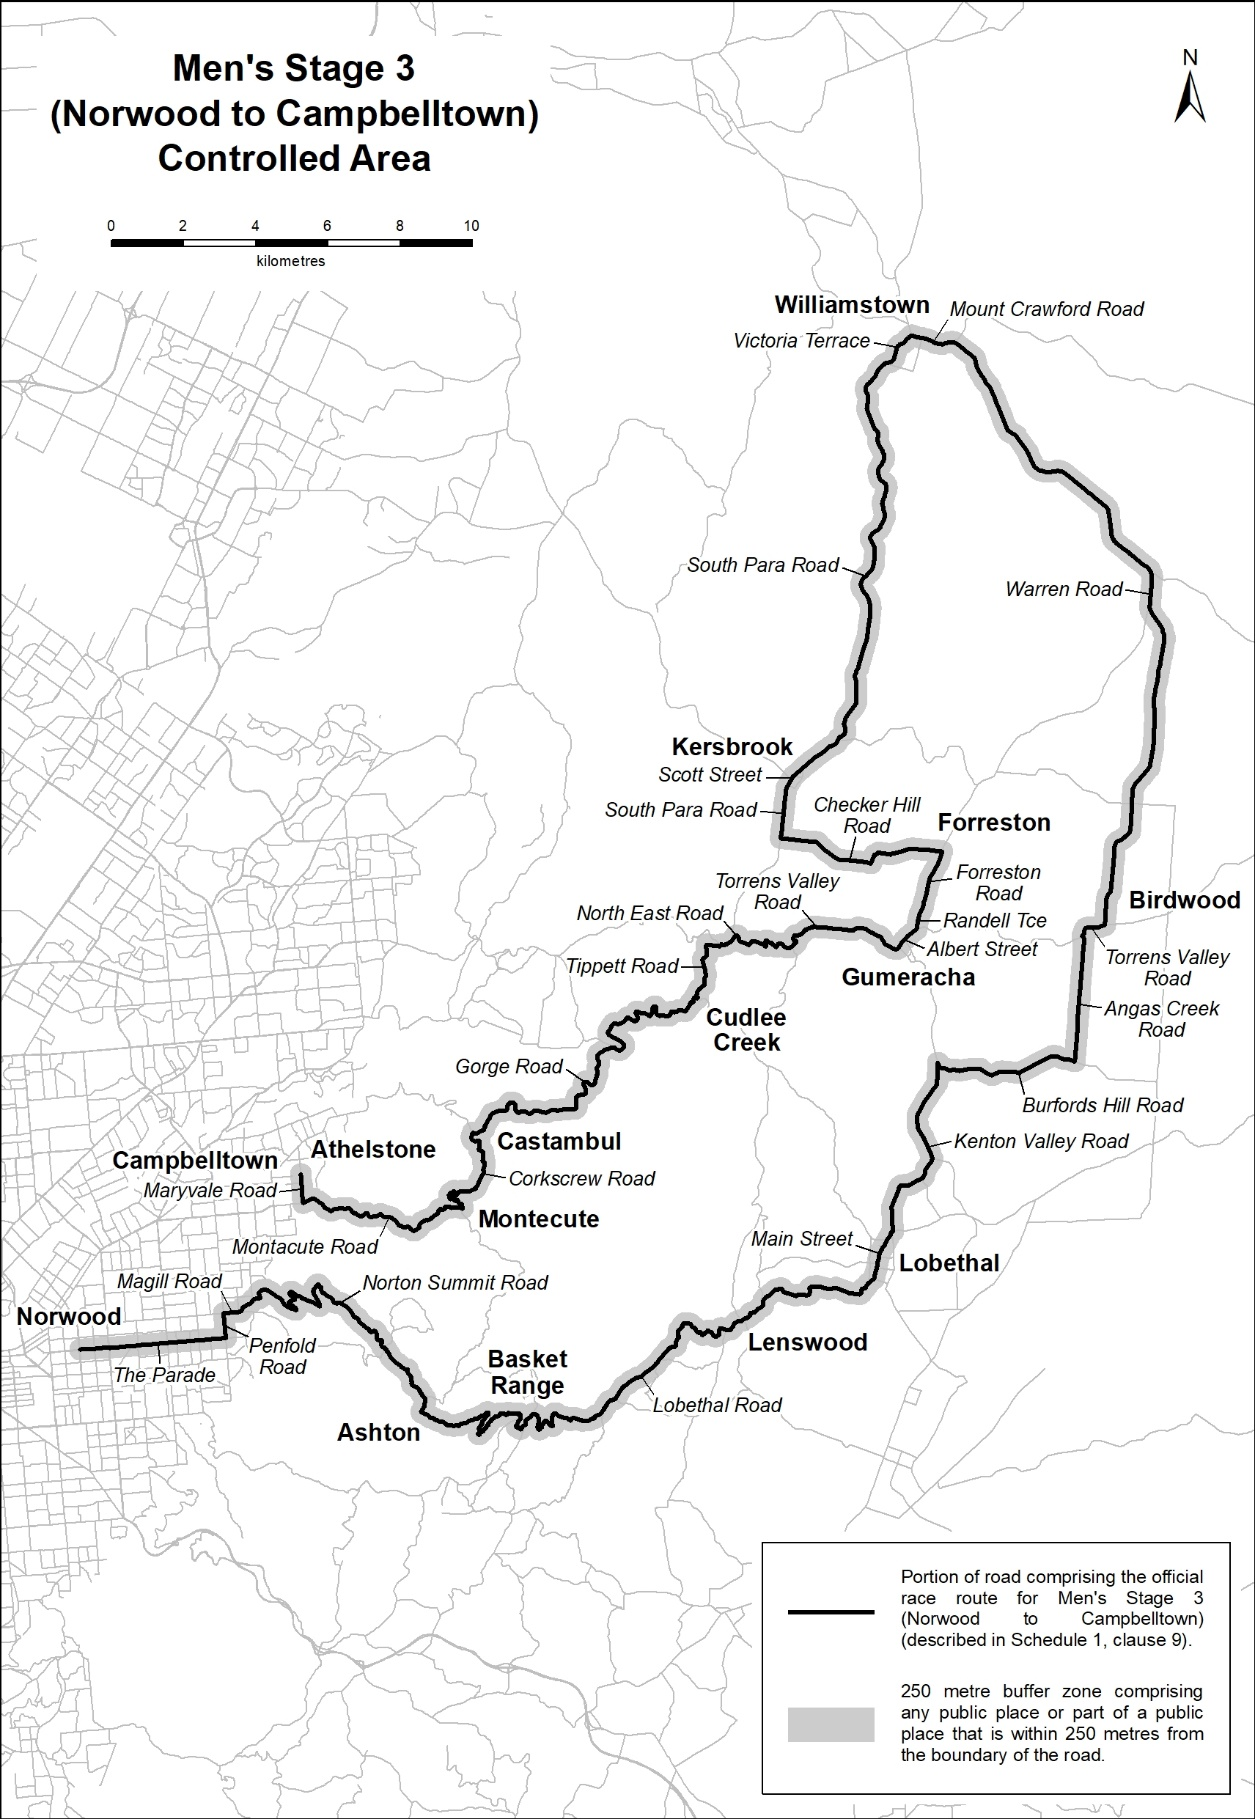 Men's Stage 3
(Norwood to Campbelltown)
Controlled Area
N
0 2 4 6 8 10
kilometres
Williamstown
Mount Crawford Road
Victoria Terrace
South Para Road
Warren Road
Kersbrook
Scott Street
South Para Road
Checker Hill
Road
Forreston
Forreston
Road
Torrens Valley
Road
Birdwood
North East Road
Randell Tce
Albert Street
Tippett Road
Gumeracha
Torrens Valley
Road
Angas Creek
Road
Cudlee
Creek
Gorge Road
Burfords Hill Road
Athelstone
Castambul
Kenton Valley Road
Campbelltown
Maryvale Road
Corkscrew Road
Montecute
Montacute Road
Main Street
Lobethal
Magill Road
Norton Summit Road
Norwood
Penfold
Road
The Parade
Lenswood
Basket
Range
Lobethal Road
Ashton
Portion of road comprising the official
race route for Men's Stage 3
(Norwood to Campbelltown)
(described in Schedule 1, clause 9).
250 metre buffer zone comprising
any public place or part of a public
place that is within 250 metres from
the boundary of the road.